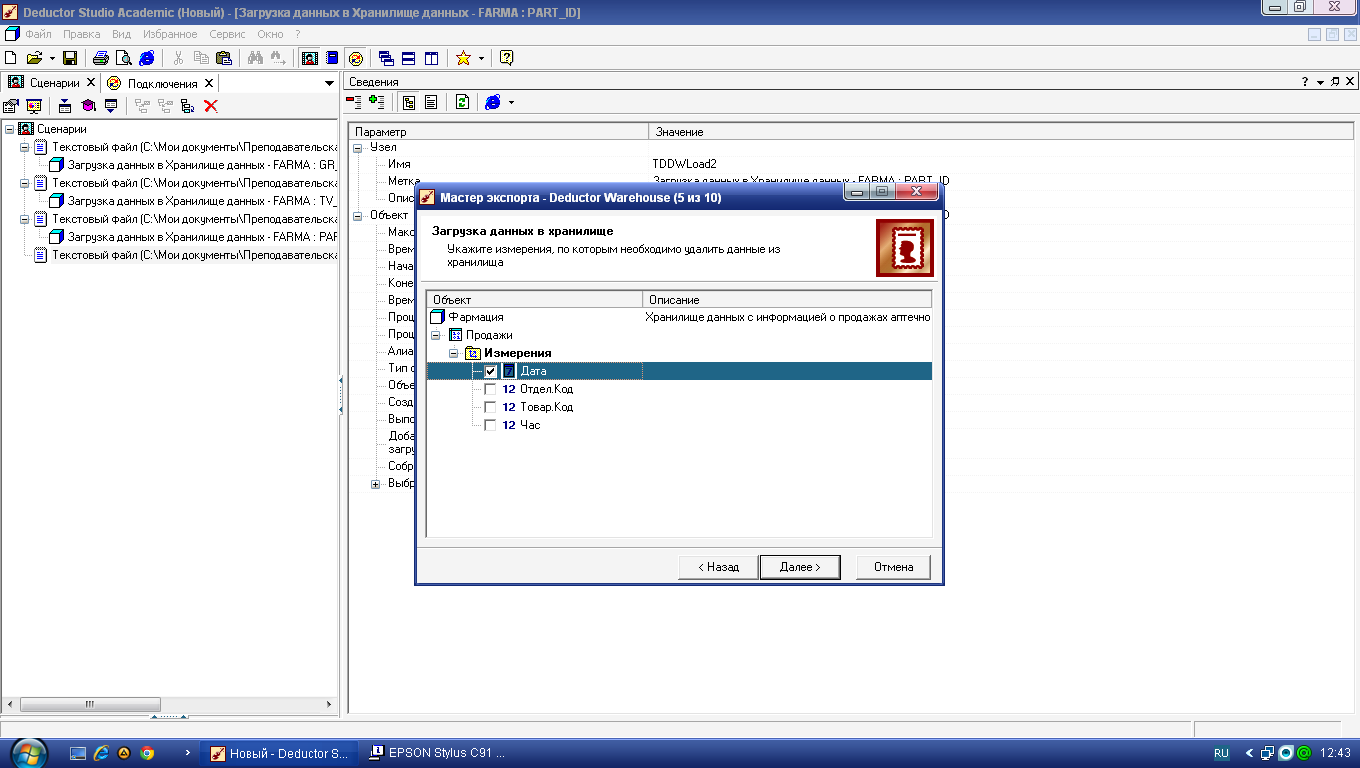 Deductor Studio Academic (Новый) - [Загрузка данных в Хранилище данных - FARMA : PART_ID]
Файл Правка Вид Избранное Сервис Окно ?
Сценарии X Подключения X
Сведения
Сценарии
Текстовый файл (C:\Мои документы\Преподавательска
Загрузка данных в Хранилище данных - FARMA : GR_
Текстовый файл (C:\Мои документы\Преподавательска
Загрузка данных в Хранилище данных - FARMA : TV_
Текстовый файл (C:\Мои документы\Преподавательска
Загрузка данных в Хранилище данных - FARMA : PAR
Текстовый файл (C:\Мои документы\Преподавательска
Параметр Значение
Узел
Имя TDDWLoad2
Метка Загрузка данных в Хранилище данных - FARMA : PART_ID
Опис
Объект
Макс
Врем
Нача
Коне
Врем
Проц
Проц
Алиа
Тип о
Объе
Созд
Выпо
Доба
загру
Собр
Выбр
Мастер экспорта - Deductor Warehouse (5 из 10)
Загрузка данных в хранилище
Укажите измерения, по которым необходимо удалить данные из
хранилища
Объект Описание
Фармация Хранилище данных с информацией о продажах аптечно
Продажи
Измерения
7 Дата
12 Отдел.Код
12 Товар.Код
12 Час
< Назад Далее > Отмена
Новый - Deductor S... EPSON Stylus C91 ... RU 12:43